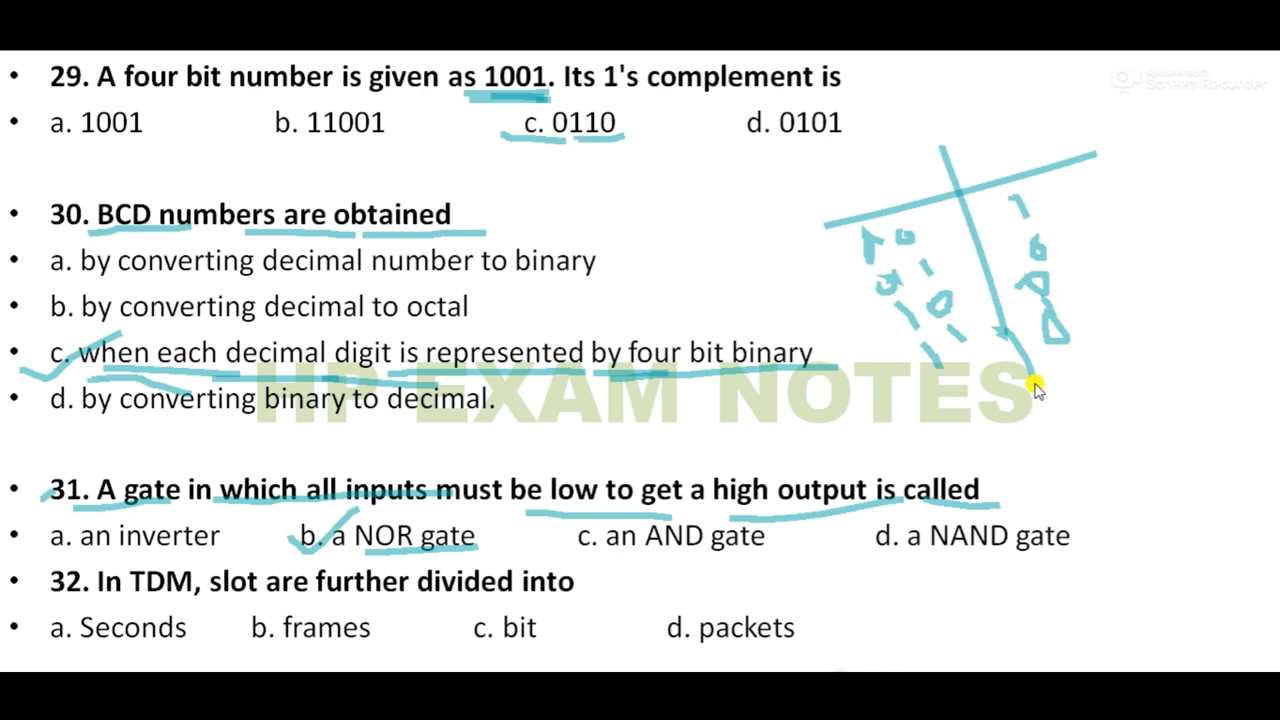 • 29. A four bit number is given as 1001. Its 1's complement is
Apowersoft
Screen Recorder
• a. 1001 b. 11001 c. 0110 d. 0101
• 30. BCD numbers are obtained
• a. by converting decimal number to binary
• b. by converting decimal to octal
• c. when each decimal digit is represented by four bit binary
HP EXAM NOTES
• d. by converting binary to decimal.
• 31. A gate in which all inputs must be low to get a high output is called
• a. an inverter b. a NOR gate c. an AND gate d. a NAND gate
• 32. In TDM, slot are further divided into
• a. Seconds b. frames c. bit d. packets